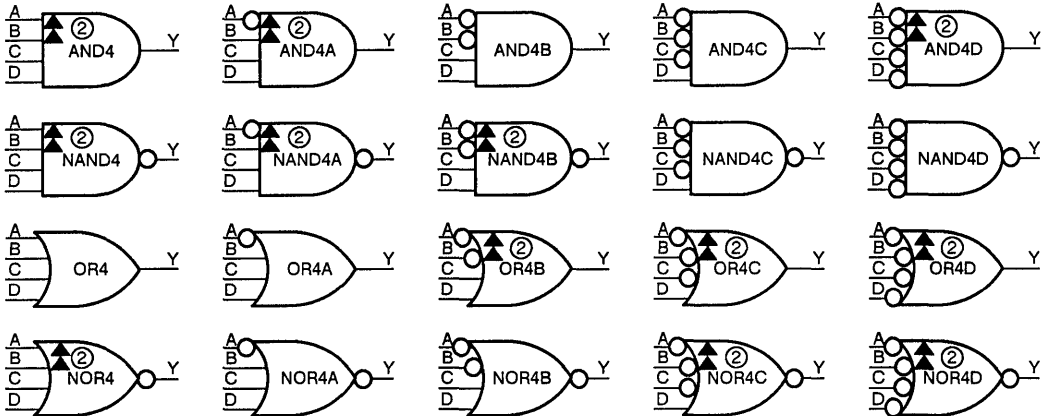 A B C D ② AND4 Y
A B C D ② AND4A Y
A B C D AND4B Y
A B C D AND4C Y
A B C D ② AND4D Y
A B C D ② NAND4 Y
A B C D ② NAND4A Y
A B C D ② NAND4B Y
A B C D NAND4C Y
A B C D NAND4D Y
A B C D OR4 Y
A B C D OR4A Y
A B C D ② OR4B Y
A B C D ② OR4C Y
A B C D ② OR4D Y
A B C D ② NOR4 Y
A B C D NOR4A Y
A B C D NOR4B Y
A B C D ② NOR4C Y
A B C D ② NOR4D Y